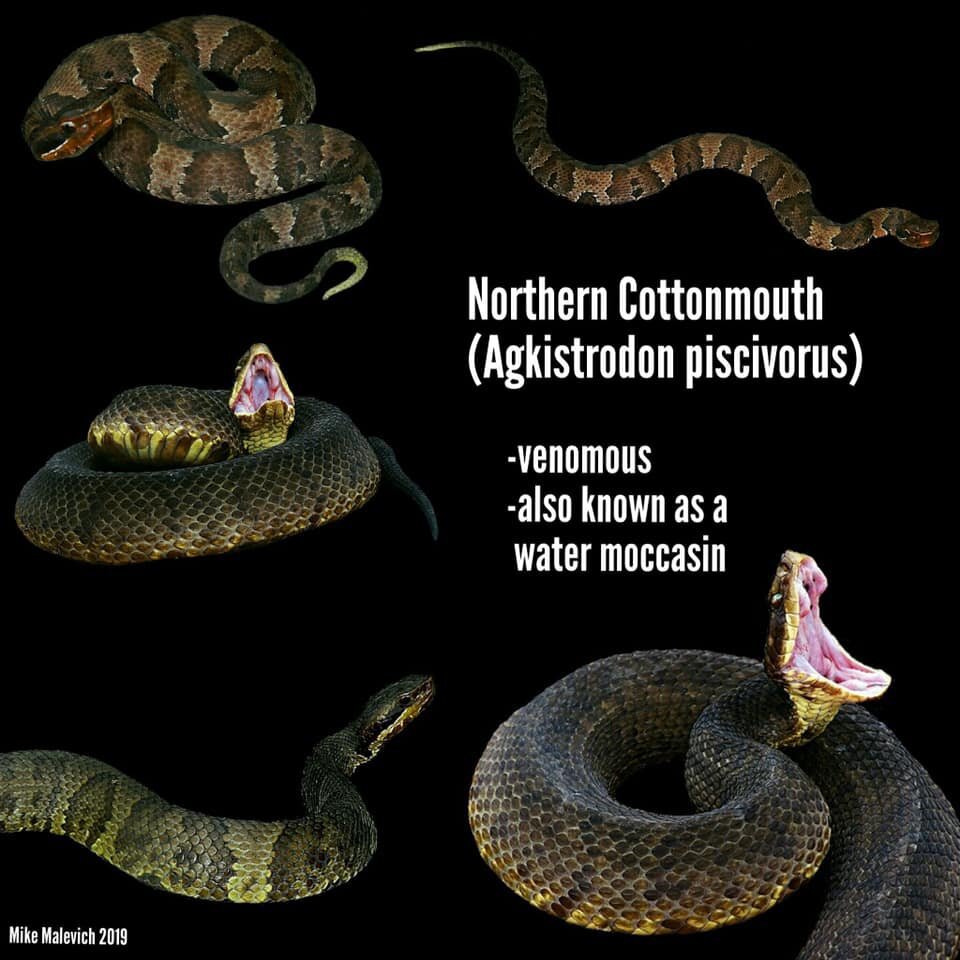 Northern Cottonmouth
(Agkistrodon piscivorus)
-venomous
-also known as a
water moccasin
Mike Malevich 2019